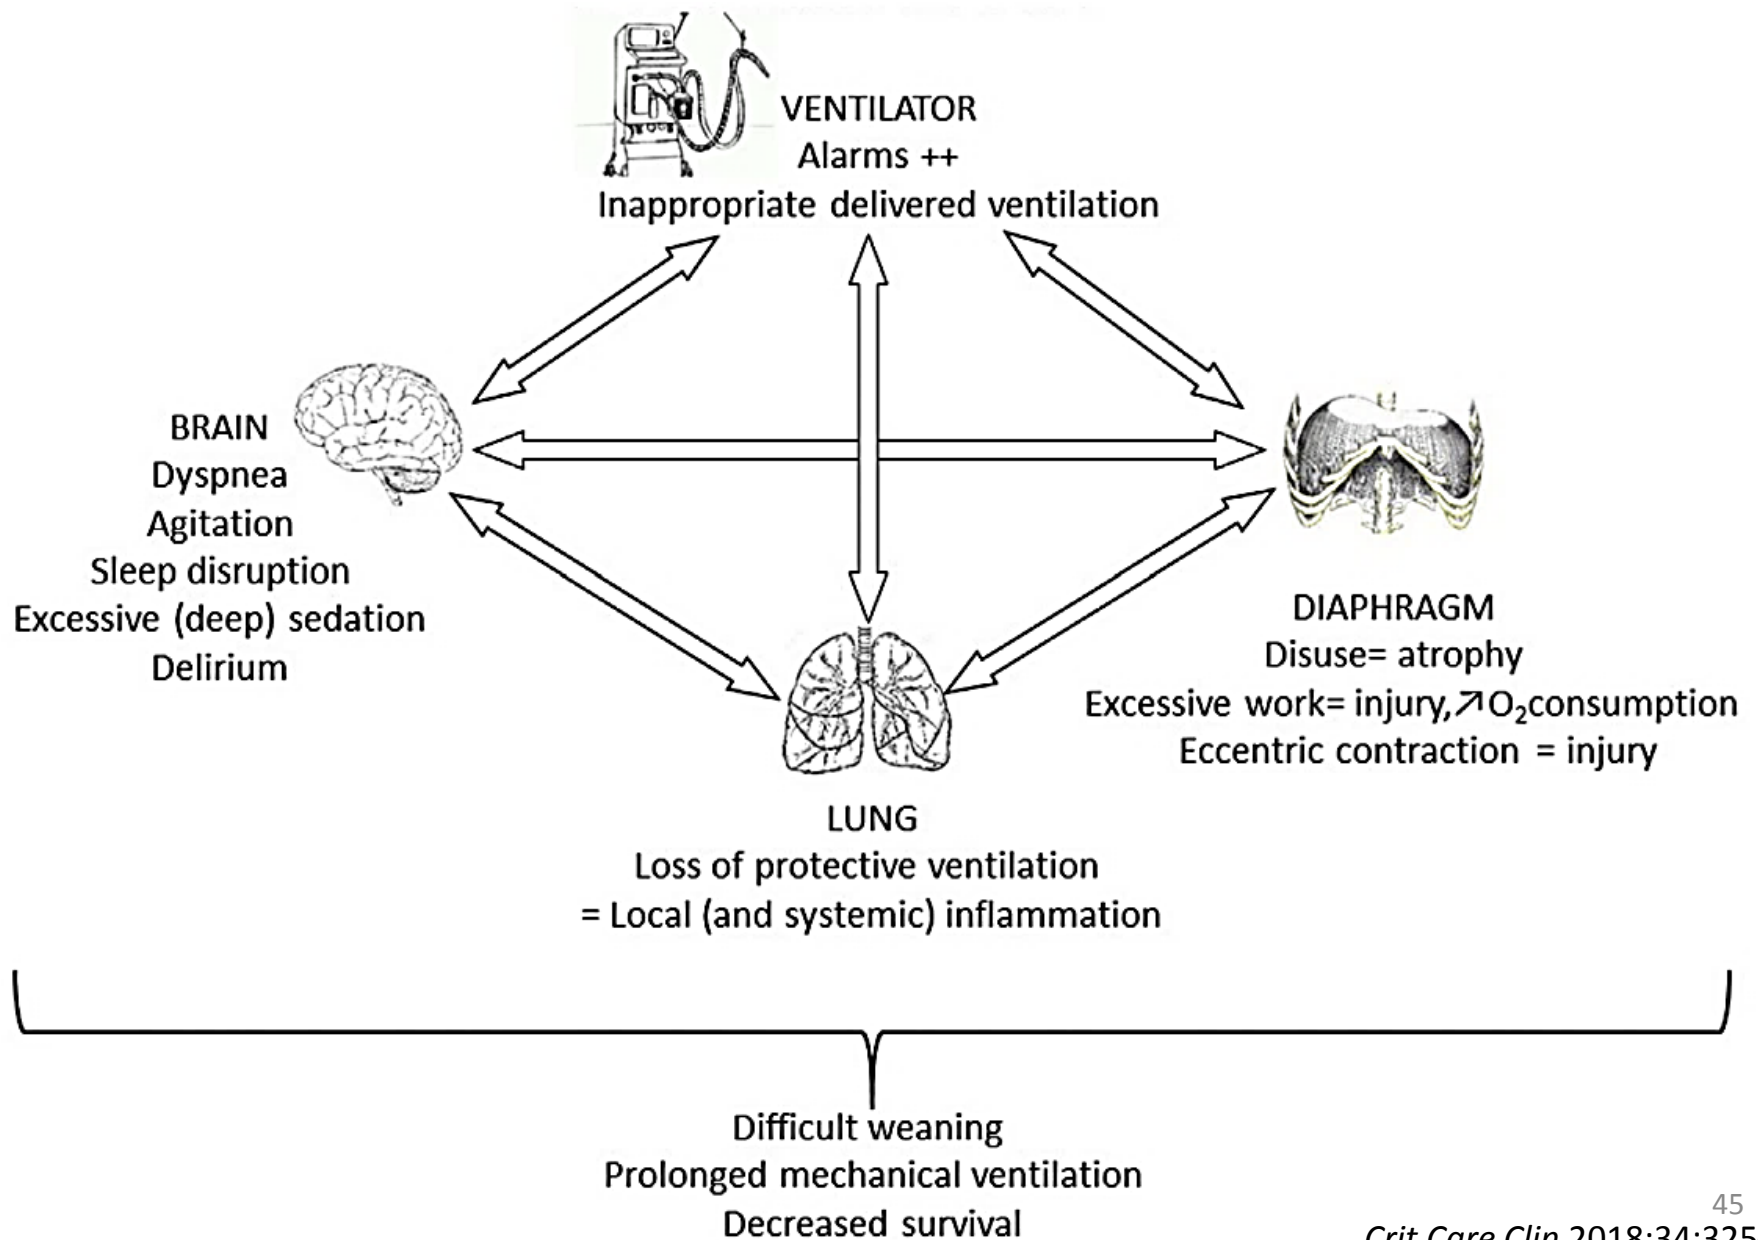 VENTILATOR
Alarms ++
Inappropriate delivered ventilation
BRAIN
Dyspnea
Agitation
Sleep disruption
Excessive (deep) sedation
Delirium
DIAPHRAGM
Disuse= atrophy
Excessive work= injury,↗O₂consumption
Eccentric contraction = injury
LUNG
Loss of protective ventilation
= Local (and systemic) inflammation
Difficult weaning
Prolonged mechanical ventilation
Decreased survival
45
Crit Care Clin 2018;34:325